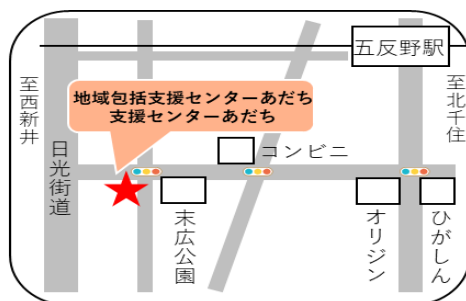 五反野駅
至西新井
至北千住
地域包括支援センターあだち
支援センターあだち
日光街道
コンビニ
末広公園
オリジン
ひがしん